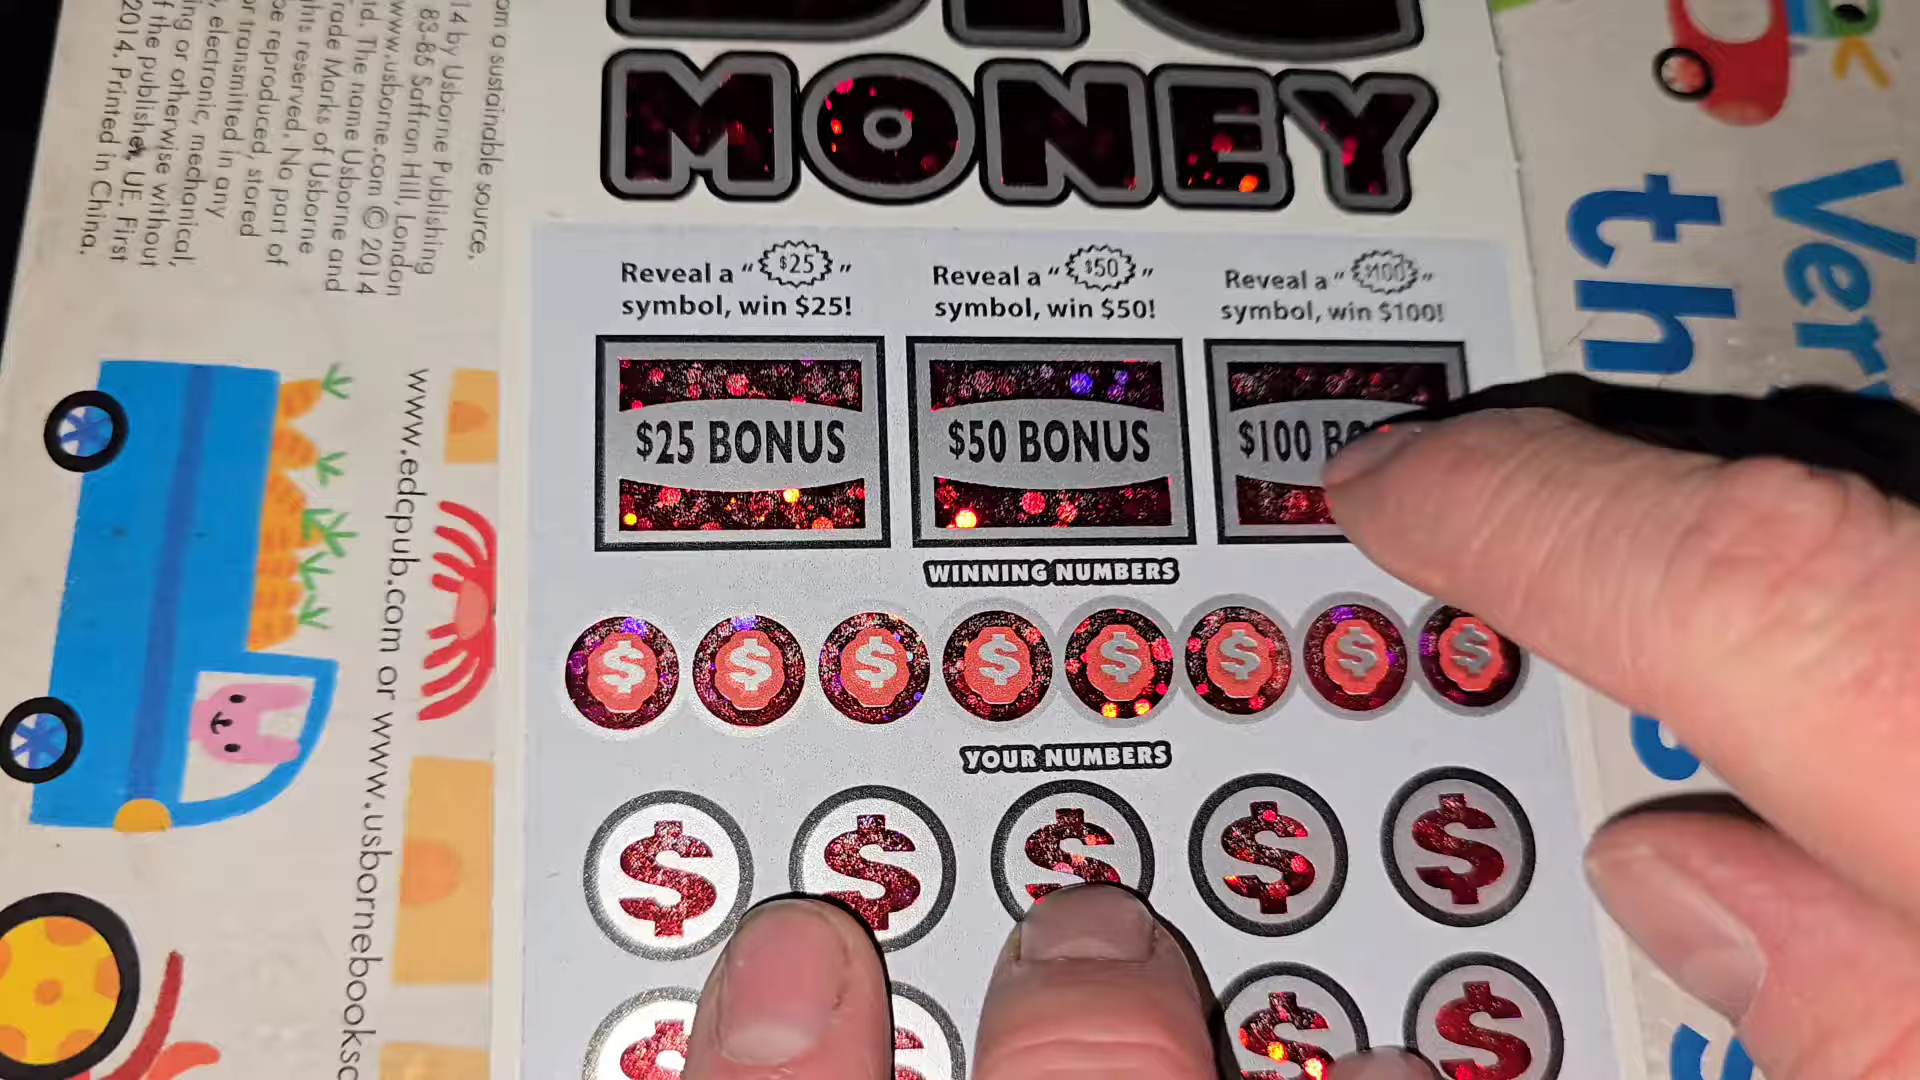 MONEY
Reveal a "$25"
symbol, win $25!
Reveal a "$50"
symbol, win $50!
Reveal a "$100"
symbol, win $100!
$25 BONUS
$50 BONUS
$100
WINNING NUMBERS
$ $ $ $ $ $ $ $
YOUR NUMBERS
$ $ $ $ $
$ $ $ $
om a sustainable source.
14 by Usborne Publishing
83-85 Saffron Hill, London
www.usborne.com © 2014
td. The name Usborne and
rade Marks of Usborne
hts reserved. No part of
be reproduced, stored
or transmitted in any
, electronic, mechanical,
ing or otherwise without
f the publisher. UE. First
2014. Printed in China.
www.edcpub.com or www.usbornebooksc
Ver
th